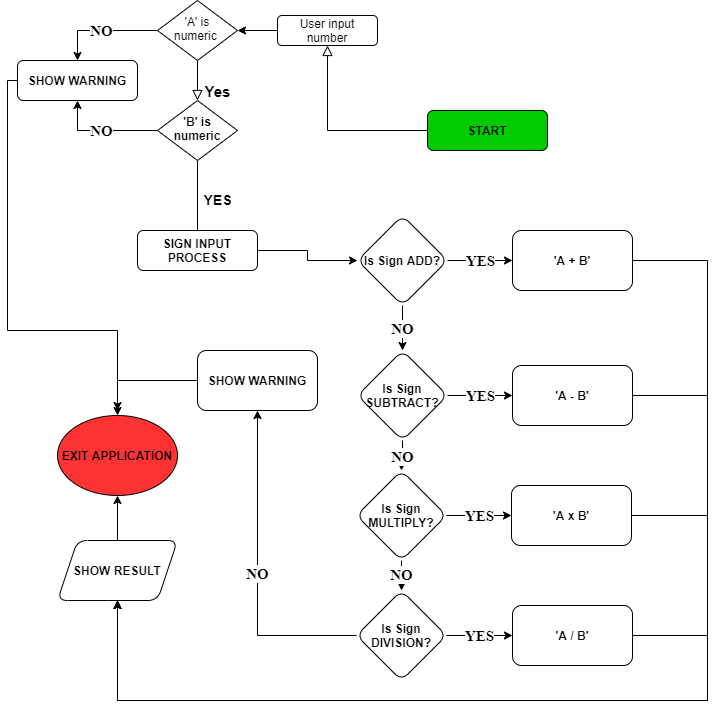 'A' is
numeric
User input
number
NO
SHOW WARNING
Yes
'B' is
numeric
NO
START
YES
SIGN INPUT
PROCESS
Is Sign ADD?
YES
'A + B'
NO
SHOW WARNING
Is Sign
SUBTRACT?
YES
'A - B'
EXIT APPLICATION
NO
Is Sign
MULTIPLY?
YES
'A x B'
SHOW RESULT
NO
NO
Is Sign
DIVISION?
YES
'A / B'